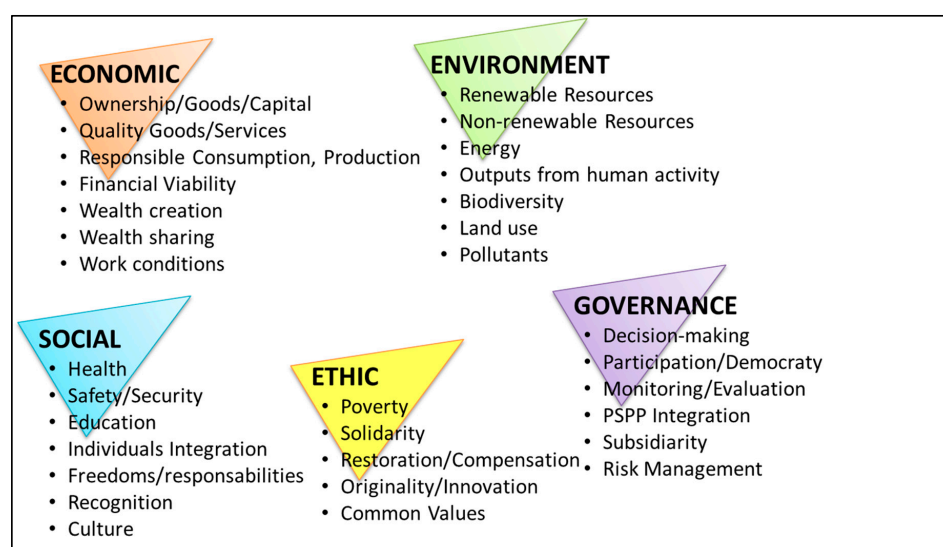 ECONOMIC
• Ownership/Goods/Capital
• Quality Goods/Services
• Responsible Consumption, Production
• Financial Viability
• Wealth creation
• Wealth sharing
• Work conditions
ENVIRONMENT
• Renewable Resources
• Non-renewable Resources
• Energy
• Outputs from human activity
• Biodiversity
• Land use
• Pollutants
SOCIAL
• Health
• Safety/Security
• Education
• Individuals Integration
• Freedoms/responsabilities
• Recognition
• Culture
ETHIC
• Poverty
• Solidarity
• Restoration/Compensation
• Originality/Innovation
• Common Values
GOVERNANCE
• Decision-making
• Participation/Democraty
• Monitoring/Evaluation
• PSPP Integration
• Subsidiarity
• Risk Management